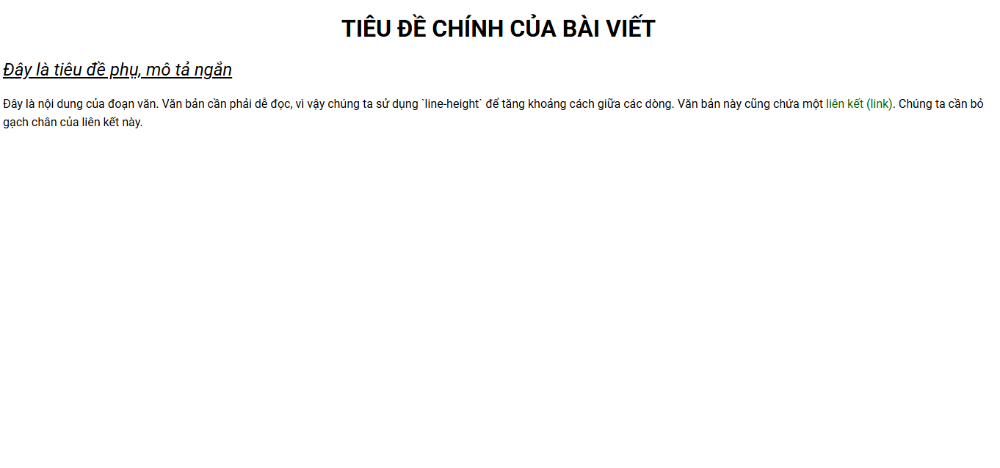 TIÊU ĐỀ CHÍNH CỦA BÀI VIẾT
Đây là tiêu đề phụ, mô tả ngắn
Đây là nội dung của đoạn văn. Văn bản cần phải dễ đọc, vì vậy chúng ta sử dụng `line-height` để tăng khoảng cách giữa các dòng. Văn bản này cũng chứa một liên kết (link). Chúng ta cần bỏ
gạch chân của liên kết này.